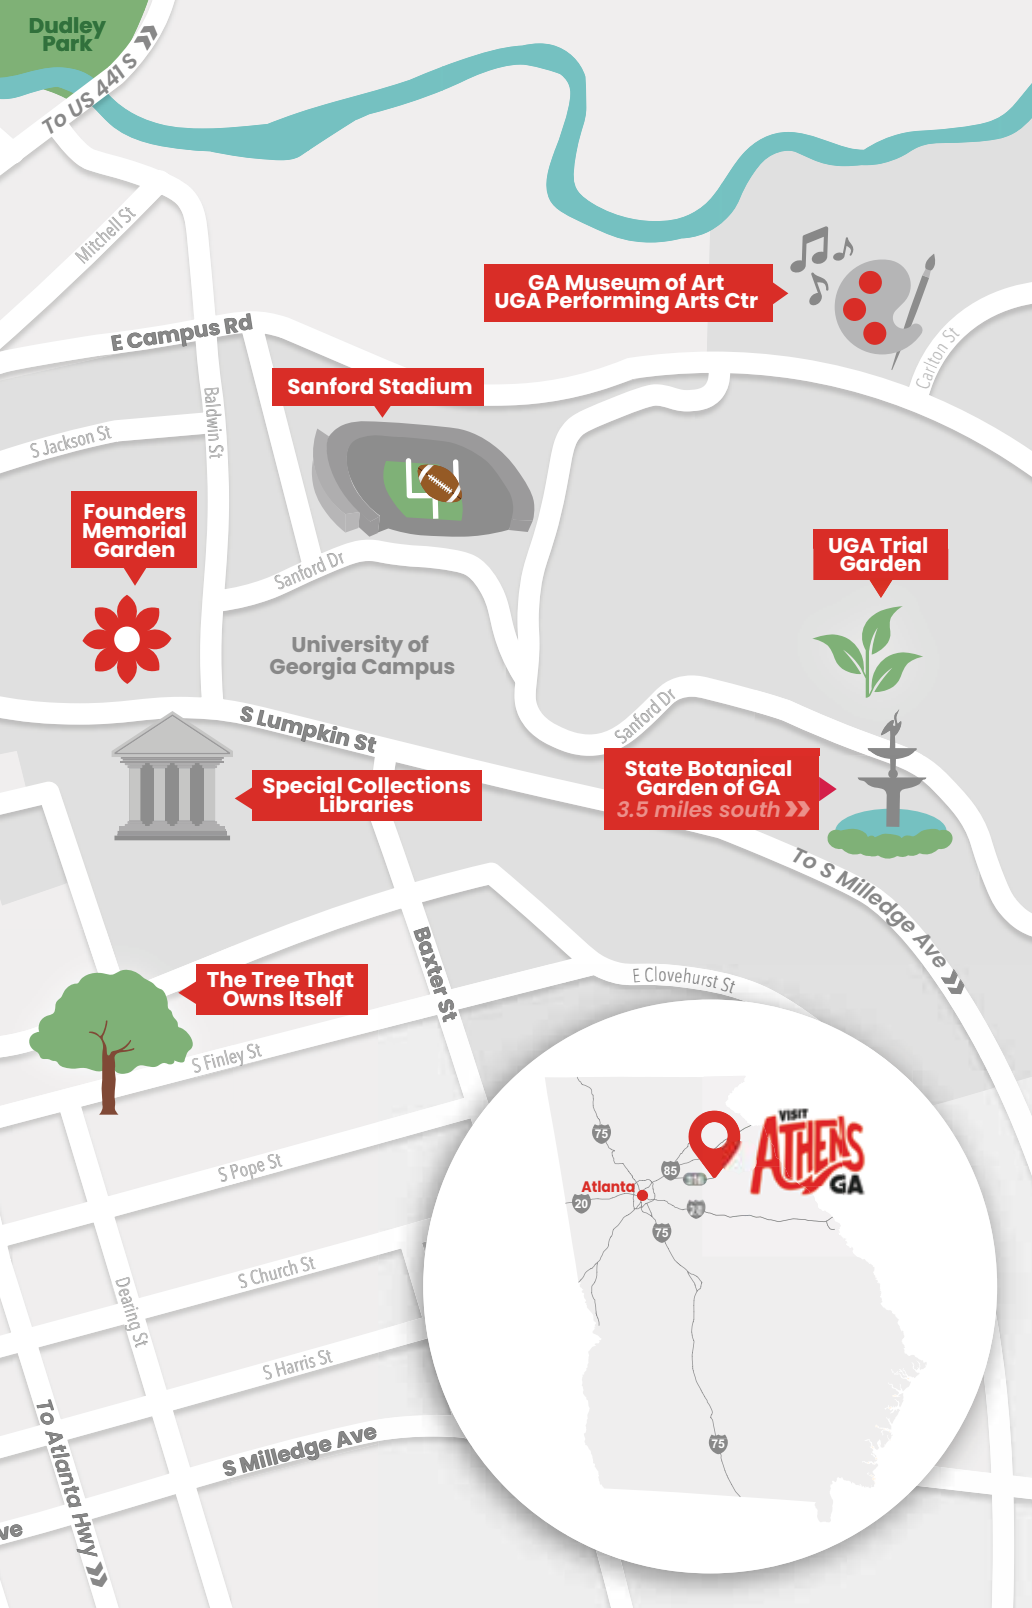 Dudley
Park
To US 441 S
Mitchell St
GA Museum of Art
UGA Performing Arts Ctr
E Campus Rd
Carlton St
Sanford Stadium
Baldwin St
S Jackson St
Founders
Memorial
Garden
UGA Trial
Garden
Sanford Dr
University of
Georgia Campus
Sanford Dr
S Lumpkin St
State Botanical
Garden of GA
3.5 miles south
Special Collections
Libraries
To S Milledge Ave
Baxter St
The Tree That
Owns Itself
E Clovehurst St
S Finley St
VISIT
ATHENS
GA
75
85
Atlanta
20
75
S Pope St
S Church St
Dearing St
S Harris St
To Atlanta Hwy
S Milledge Ave
75
ve